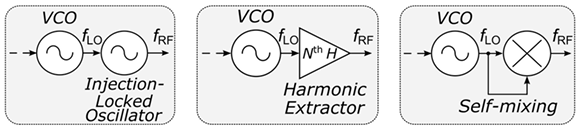 VCO
fLO
fRF
Injection-
Locked
Oscillator
VCO
fLO
Nth H
fRF
Harmonic
Extractor
VCO
fLO
fRF
Self-mixing